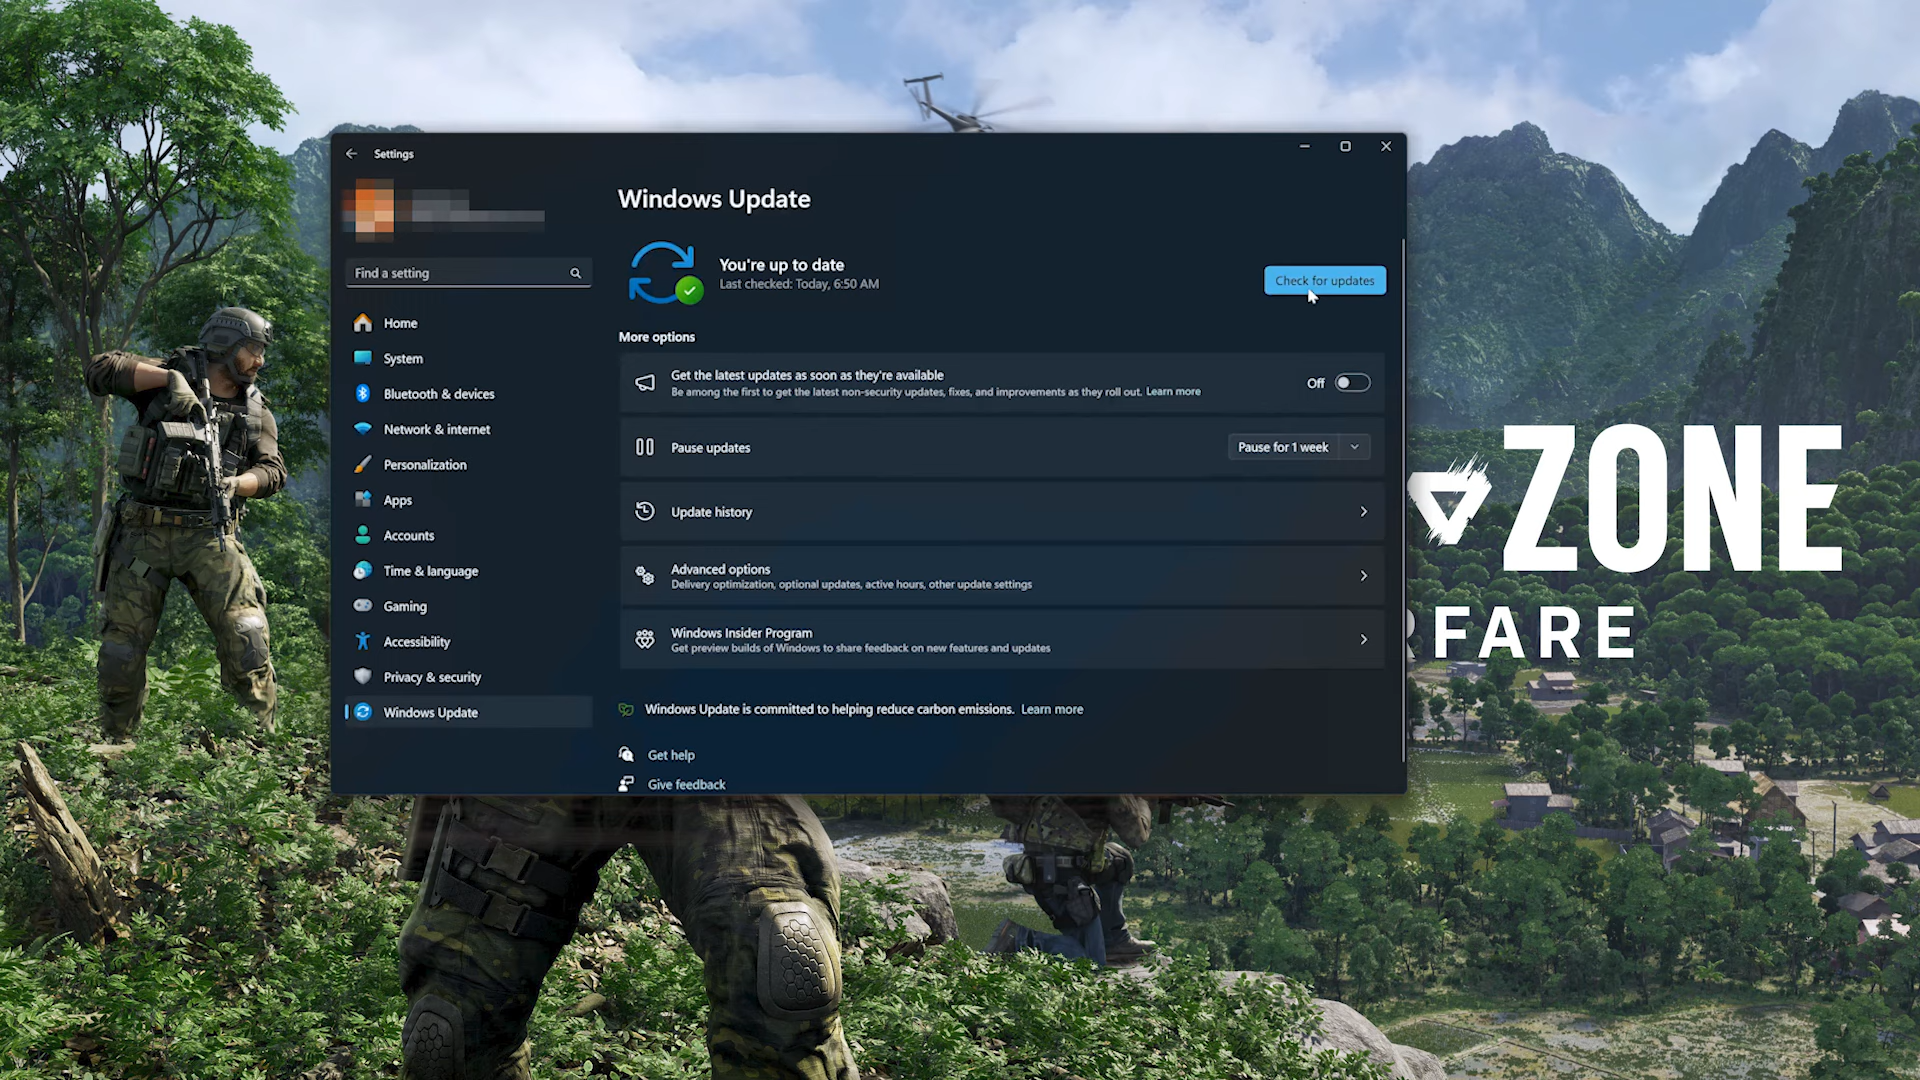 Settings
Windows Update
You're up to date
Last checked: Today, 6:50 AM
Check for updates
Find a setting
Home
System
Bluetooth & devices
Network & internet
Personalization
Apps
Accounts
Time & language
Gaming
Accessibility
Privacy & security
Windows Update
More options
Get the latest updates as soon as they're available
Be among the first to get the latest non-security updates, fixes, and improvements as they roll out. Learn more
Off
Pause updates
Pause for 1 week
Update history
Advanced options
Delivery optimization, optional updates, active hours, other update settings
Windows Insider Program
Get preview builds of Windows to share feedback on new features and updates
Windows Update is committed to helping reduce carbon emissions. Learn more
Get help
Give feedback
ZONE
RFARE